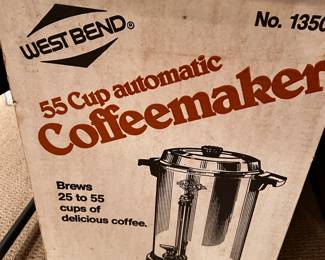 WEST BEND®
No. 1350
55 Cup automatic
Coffeemaker
Brews
25 to 55
cups of
delicious coffee.